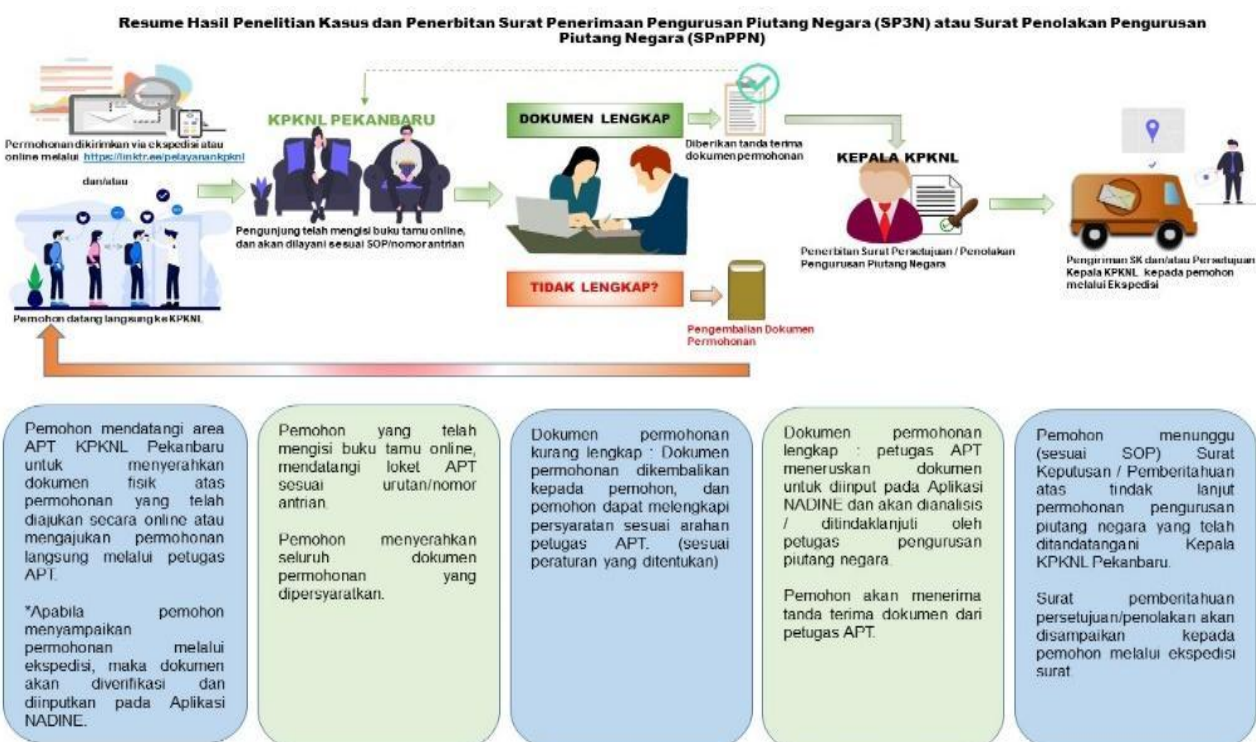 Resume Hasil Penelitian Kasus dan Penerbitan Surat Penerimaan Pengurusan Piutang Negara (SP3N) atau Surat Penolakan Pengurusan
Piutang Negara (SPnPPN)
Permohonan dikirimkan via ekspedisi atau
online melalui https://linktr.ee/pelayanankpknl
dan/atau
Pemohon datang langsung ke KPKNL
KPKNL PEKANBARU
Pengunjung telah mengisi buku tamu online,
dan akan dilayani sesuai SOP/nomor antrian
DOKUMEN LENGKAP
TIDAK LENGKAP?
Diberikan tanda terima
dokumen permohonan
Pengembalian Dokumen
Permohonan
KEPALA KPKNL
Penerbitan Surat Persetujuan / Penolakan
Pengurusan Piutang Negara
Pengiriman SK dan/atau Persetujuan
Kepala KPKNL kepada pemohon
melalui Ekspedisi
Pemohon mendatangi area
APT KPKNL Pekanbaru
untuk menyerahkan
dokumen fisik atas
permohonan yang telah
diajukan secara online atau
mengajukan permohonan
langsung melalui petugas
APT.
*Apabila pemohon
menyampaikan
permohonan melalui
ekspedisi, maka dokumen
akan diverifikasi dan
diinputkan pada Aplikasi
NADINE.
Pemohon yang telah
mengisi buku tamu online,
mendatangi loket APT
sesuai urutan/nomor
antrian.
Pemohon menyerahkan
seluruh dokumen
permohonan yang
dipersyaratkan.
Dokumen permohonan
kurang lengkap : Dokumen
permohonan dikembalikan
kepada pemohon, dan
pemohon dapat melengkapi
persyaratan sesuai arahan
petugas APT. (sesuai
peraturan yang ditentukan)
Dokumen permohonan
lengkap : petugas APT
meneruskan dokumen
untuk diinput pada Aplikasi
NADINE dan akan dianalisis
/ ditindaklanjuti oleh
petugas pengurusan
piutang negara.
Pemohon akan menerima
tanda terima dokumen dari
petugas APT.
Pemohon menunggu
(sesuai SOP) Surat
Keputusan / Pemberitahuan
atas tindak lanjut
permohonan pengurusan
piutang negara yang telah
ditandatangani Kepala
KPKNL Pekanbaru.
Surat pemberitahuan
persetujuan/penolakan akan
disampaikan kepada
pemohon melalui ekspedisi
surat.